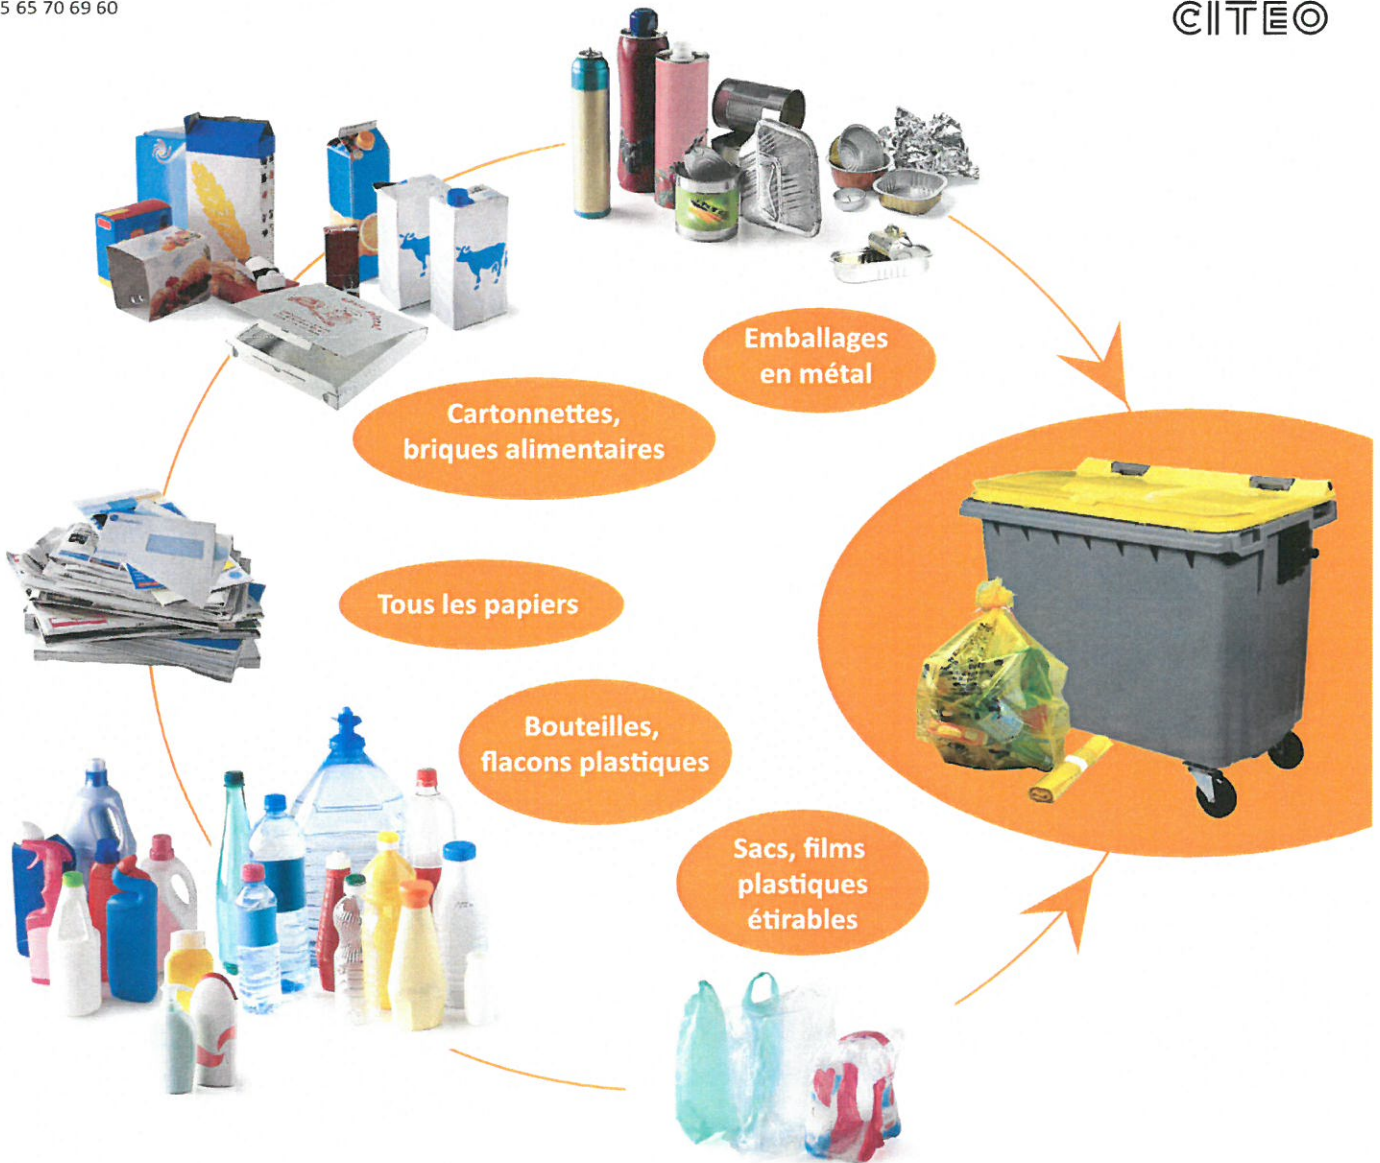 5 65 70 69 60
CITEO
Emballages
en métal
Cartonnettes,
briques alimentaires
Tous les papiers
Bouteilles,
flacons plastiques
Sacs, films
plastiques
étirables